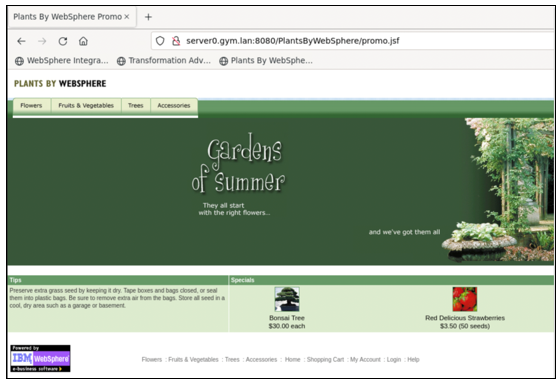 Plants By WebSphere Promo ×
+
server0.gym.lan:8080/PlantsByWebSphere/promo.jsf
WebSphere Integra... Transformation Adv... Plants By WebSphe...
PLANTS BY WEBSPHERE
Flowers Fruits & Vegetables Trees Accessories
Gardens
of Summer
They all start
with the right flowers...
and we've got them all
Tips Specials
Preserve extra grass seed by keeping it dry. Tape boxes and bags closed, or seal
them into plastic bags. Be sure to remove extra air from the bags. Store all seed in a
cool, dry area such as a garage or basement.
Bonsai Tree
$30.00 each
Red Delicious Strawberries
$3.50 (50 seeds)
Powered by
IBM WebSphere
e-business software
Flowers : Fruits & Vegetables : Trees : Accessories : Home : Shopping Cart : My Account : Login : Help